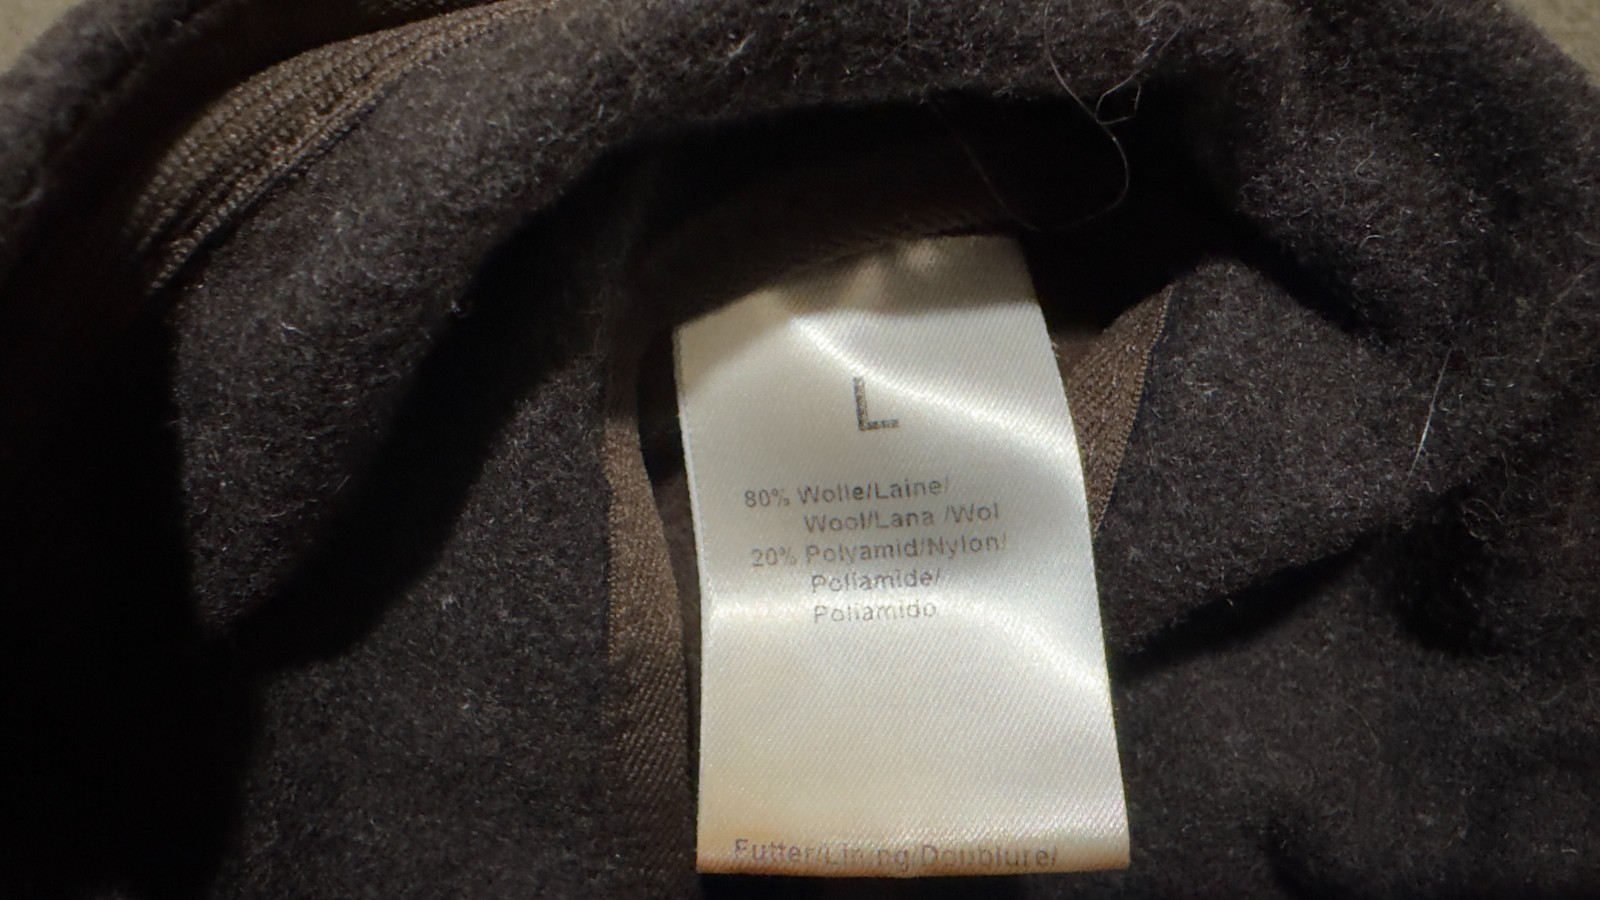 L
80% Wolle/Laine/
Wool/Lana /Wol
20% Polyamid/Nylon/
Poliamide/
Poliamido
Futter/Lining/Doublure/